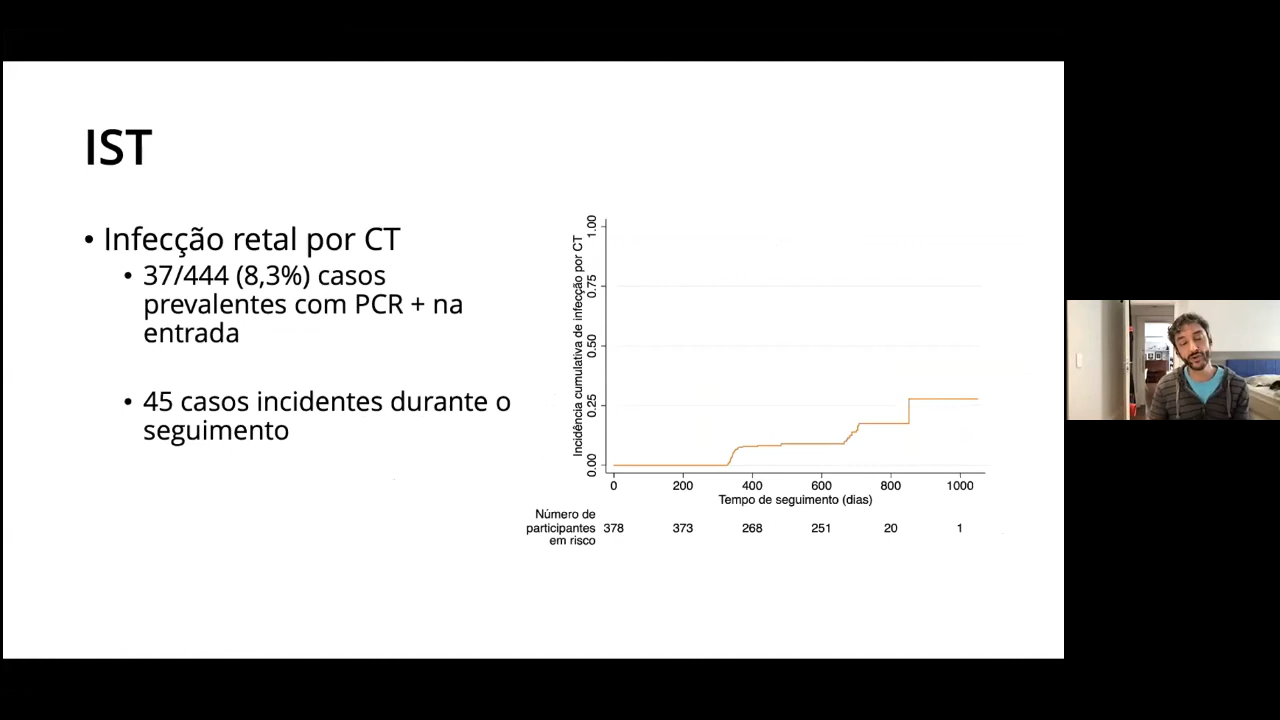 IST
• Infecção retal por CT
• 37/444 (8,3%) casos
prevalentes com PCR + na
entrada
• 45 casos incidentes durante o
seguimento
Incidência cumulativa de infecção por CT
1.00
0.75
0.50
0.25
0.00
0 200 400 600 800 1000
Tempo de seguimento (dias)
Número de
participantes 378 373 268 251 20 1
em risco